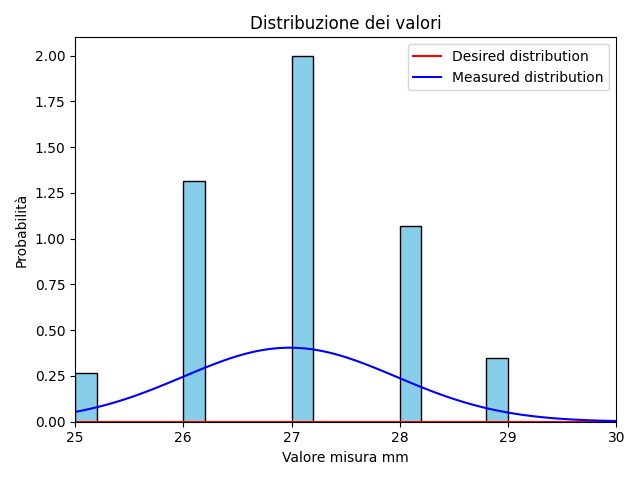 Distribuzione dei valori
Desired distribution
Measured distribution
2.00
1.75
1.50
1.25
1.00
0.75
0.50
0.25
0.00
Probabilità
25 26 27 28 29 30
Valore misura mm